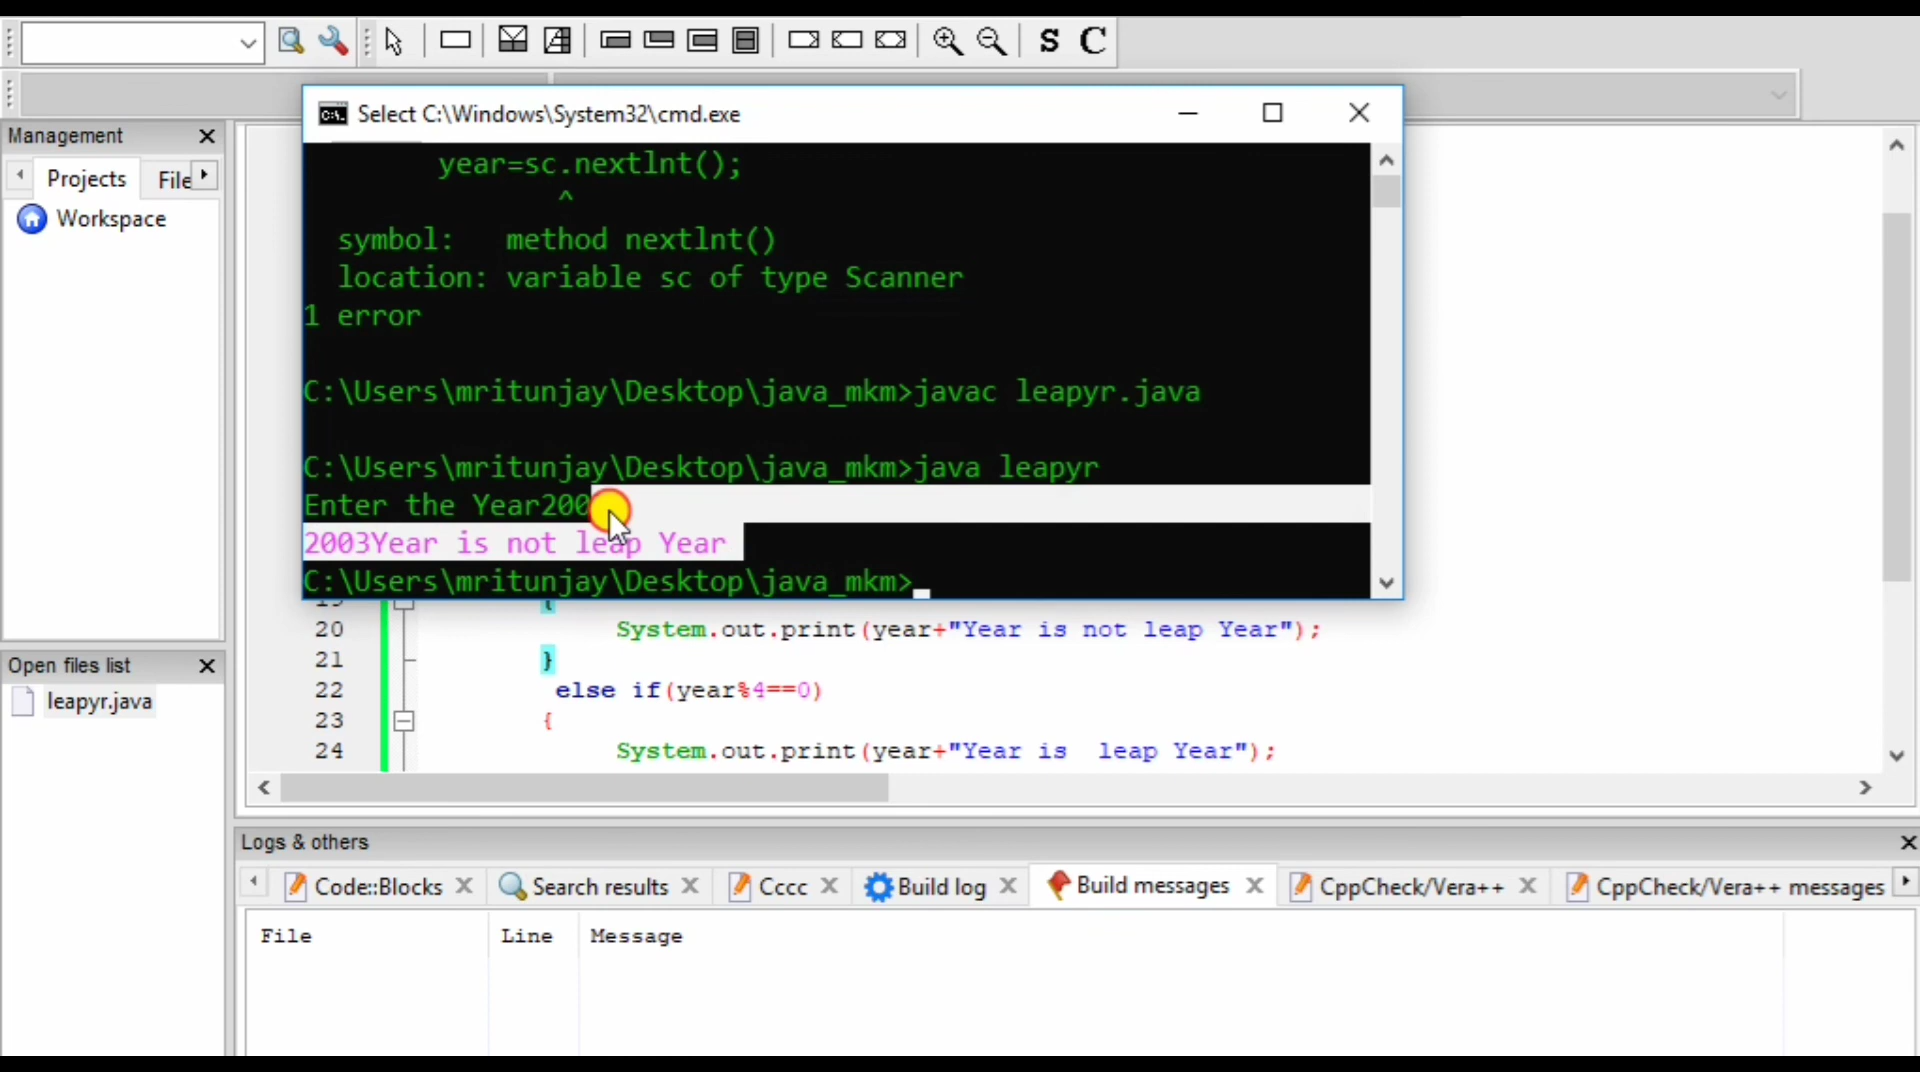 S C
Select C:\Windows\System32\cmd.exe
Management
Projects File
Workspace
year=sc.nextlnt();
^
symbol: method nextlnt()
location: variable sc of type Scanner
1 error
C:\Users\mritunjay\Desktop\java_mkm>javac leapyr.java
C:\Users\mritunjay\Desktop\java_mkm>java leapyr
Enter the Year200
2003Year is not leap Year
C:\Users\mritunjay\Desktop\java_mkm>_
19 {
20 System.out.print(year+"Year is not leap Year");
21 }
22 else if(year%4==0)
23 {
24 System.out.print(year+"Year is  leap Year");
Open files list
leapyr.java
Logs & others
Code::Blocks Search results Cccc Build log Build messages CppCheck/Vera++ CppCheck/Vera++ messages
File Line Message